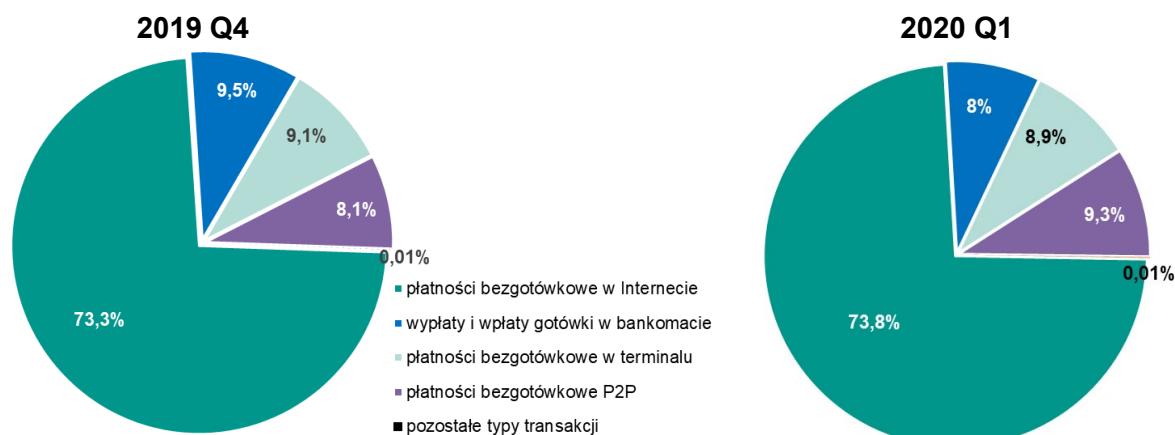 2019 Q4
9,5%
9,1%
8,1%
0,01%
73,3%
płatności bezgotówkowe w Internecie
wypłaty i wpłaty gotówki w bankomacie
płatności bezgotówkowe w terminalu
płatności bezgotówkowe P2P
pozostałe typy transakcji
2020 Q1
8%
8,9%
9,3%
0,01%
73,8%